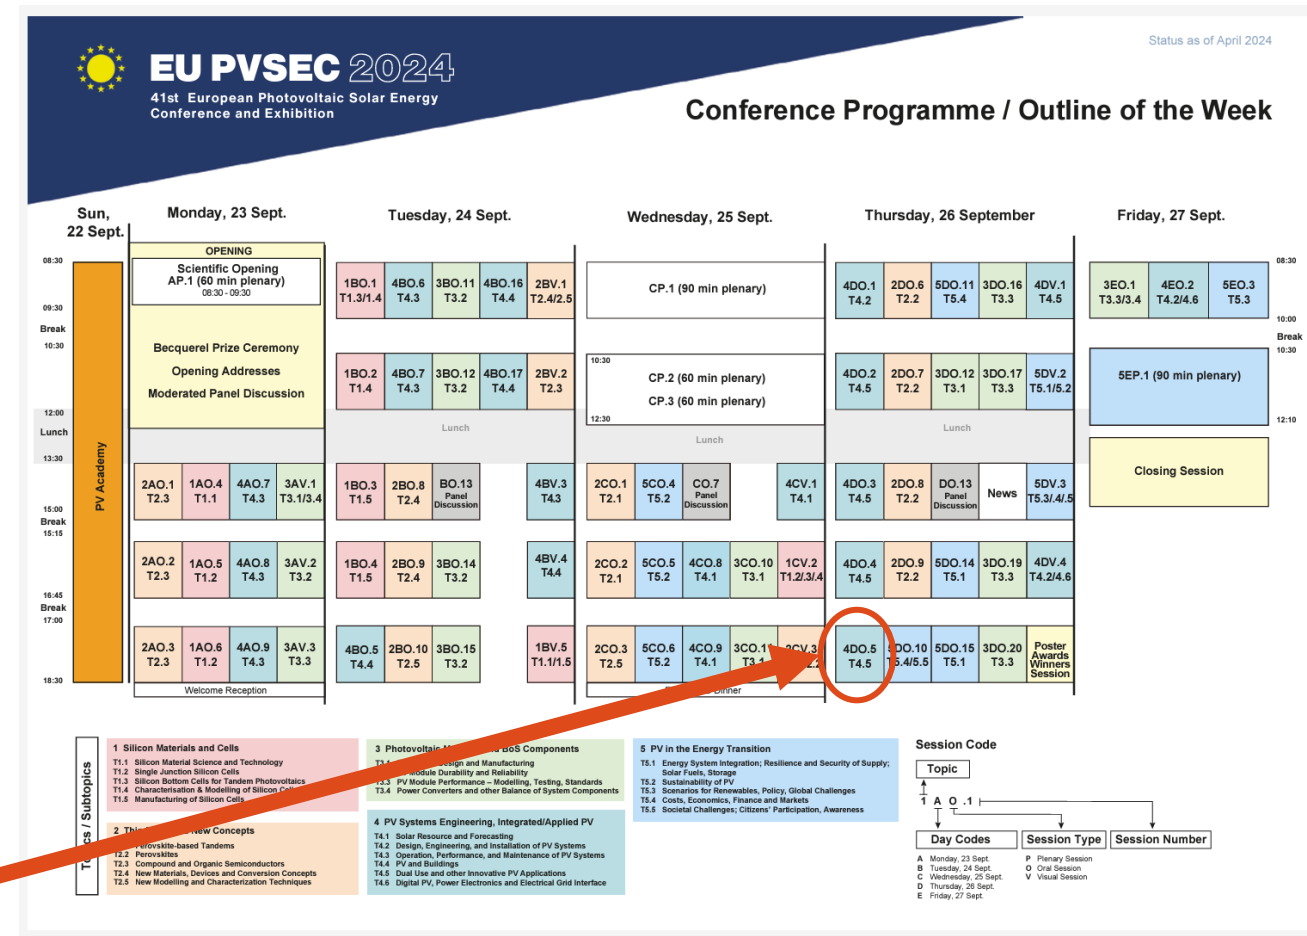 Status as of April 2024
EU PVSEC 2024
41st European Photovoltaic Solar Energy
Conference and Exhibition
Conference Programme / Outline of the Week
Sun,
22 Sept.
Monday, 23 Sept.
Tuesday, 24 Sept.
Wednesday, 25 Sept.
Thursday, 26 September
Friday, 27 Sept.
08:30
09:30
Break
10:30
12:00
Lunch
13:30
15:00
Break
15:15
16:45
Break
17:00
18:30
PV Academy
OPENING
Scientific Opening
AP.1 (60 min plenary)
08:30 - 09:30
Becquerel Prize Ceremony
Opening Addresses
Moderated Panel Discussion
2AO.1 1AO.4 4AO.7 3AV.1
T2.3 T1.1 T4.3 T3.1/3.4
2AO.2 1AO.5 4AO.8 3AV.2
T2.3 T1.2 T4.3 T3.2
2AO.3 1AO.6 4AO.9 3AV.3
T2.3 T1.2 T4.3 T3.3
Welcome Reception
1BO.1 4BO.6 3BO.11 4BO.16 2BV.1
T1.3/1.4 T4.3 T3.2 T4.4 T2.4/2.5
1BO.2 4BO.7 3BO.12 4BO.17 2BV.2
T1.4 T4.3 T3.2 T4.4 T2.3
Lunch
1BO.3 2BO.8 BO.13 4BV.3
T1.5 T2.4 Panel Discussion T4.3
1BO.4 2BO.9 3BO.14 4BV.4
T1.5 T2.4 T3.2 T4.4
4BO.5 2BO.10 3BO.15 1BV.5
T4.4 T2.5 T3.2 T1.1/1.5
CP.1 (90 min plenary)
10:30
CP.2 (60 min plenary)
CP.3 (60 min plenary)
12:30
Lunch
2CO.1 5CO.4 CO.7 4CV.1
T2.1 T5.2 Panel Discussion T4.1
2CO.2 5CO.5 4CO.8 3CO.10 1CV.2
T2.1 T5.2 T4.1 T3.1 T1.2/.3/.4
2CO.3 5CO.6 4CO.9
T2.5 T5.2 T4.1 T3.1
Dinner
4DO.1 2DO.6 5DO.11 3DO.16 4DV.1
T4.2 T2.2 T5.4 T3.3 T4.5
4DO.2 2DO.7 3DO.12 3DO.17 5DV.2
T4.5 T2.2 T3.1 T3.3 T5.1/5.2
Lunch
4DO.3 2DO.8 DO.13 News 5DV.3
T4.5 T2.2 Panel Discussion T5.3/.4/.5
4DO.4 2DO.9 5DO.14 3DO.19 4DV.4
T4.5 T2.2 T5.1 T3.3 T4.2/4.6
4DO.5 5DO.10 5DO.15 3DO.20 Poster Awards Winners Session
T4.5 T5.4/5.5 T5.1 T3.3
3EO.1 4EO.2 5EO.3
T3.3/3.4 T4.2/4.6 T5.3
5EP.1 (90 min plenary)
Closing Session
08:30
10:00
Break
10:30
12:10
Topics / Subtopics
1 Silicon Materials and Cells
T1.1 Silicon Material Science and Technology
T1.2 Single Junction Silicon Cells
T1.3 Silicon Bottom Cells for Tandem Photovoltaics
T1.4 Characterisation & Modelling of Silicon
T1.5 Manufacturing of Silicon Cells
2 New Concepts
Perovskite-based Tandems
T2.2 Perovskites
T2.3 Compound and Organic Semiconductors
T2.4 New Materials, Devices and Conversion Concepts
T2.5 New Modelling and Characterization Techniques
3 Photovoltaic BoS Components
Design and Manufacturing
Module Durability and Reliability
T3.3 PV Module Performance – Modelling, Testing, Standards
T3.4 Power Converters and other Balance of System Components
4 PV Systems Engineering, Integrated/Applied PV
T4.1 Solar Resource and Forecasting
T4.2 Design, Engineering, and Installation of PV Systems
T4.3 Operation, Performance, and Maintenance of PV Systems
T4.4 PV and Buildings
T4.5 Dual Use and other Innovative PV Applications
T4.6 Digital PV, Power Electronics and Electrical Grid Interface
5 PV in the Energy Transition
T5.1 Energy System Integration; Resilience and Security of Supply;
Solar Fuels, Storage
T5.2 Sustainability of PV
T5.3 Scenarios for Renewables, Policy, Global Challenges
T5.4 Costs, Economics, Finance and Markets
T5.5 Societal Challenges; Citizens' Participation, Awareness
Session Code
Topic
1 A O .1
Day Codes
Session Type
Session Number
A Monday, 23 Sept.
B Tuesday, 24 Sept.
C Wednesday, 25 Sept.
D Thursday, 26 Sept.
E Friday, 27 Sept.
P Plenary Session
O Oral Session
V Visual Session